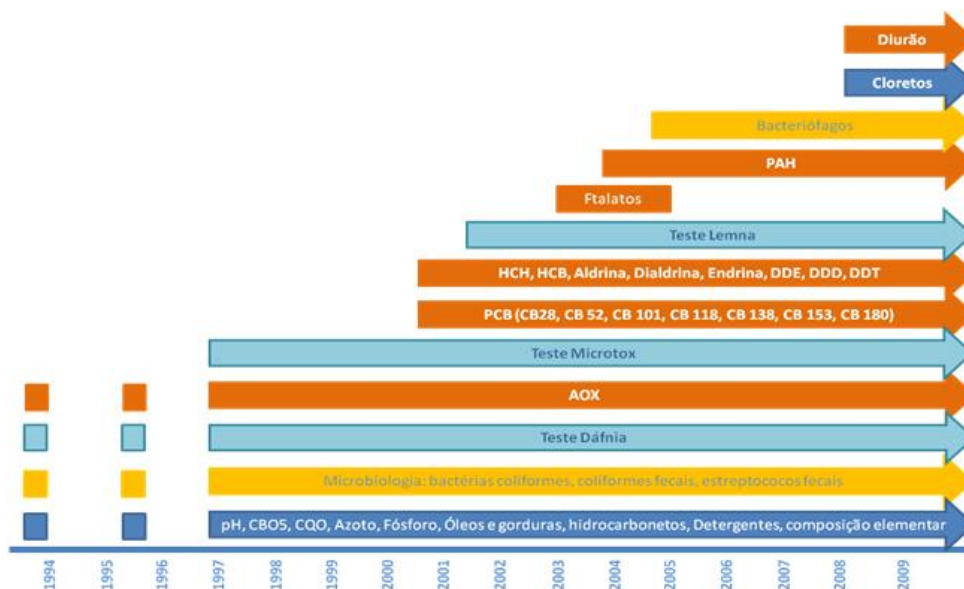 Diurão
Cloretos
Bacteriófagos
PAH
Ftalatos
Teste Lemna
HCH, HCB, Aldrina, Dialdrina, Endrina, DDE, DDD, DDT
PCB (CB28, CB 52, CB 101, CB 118, CB 138, CB 153, CB 180)
Teste Microtox
AOX
Teste Dáfnia
Microbiologia: bactérias coliformes, coliformes fecais, estreptococos fecais
pH, CBO5, CQO, Azoto, Fósforo, Óleos e gorduras, hidrocarbonetos, Detergentes, composição elementar
1994
1995
1996
1997
1998
1999
2000
2001
2002
2003
2004
2005
2006
2007
2008
2009